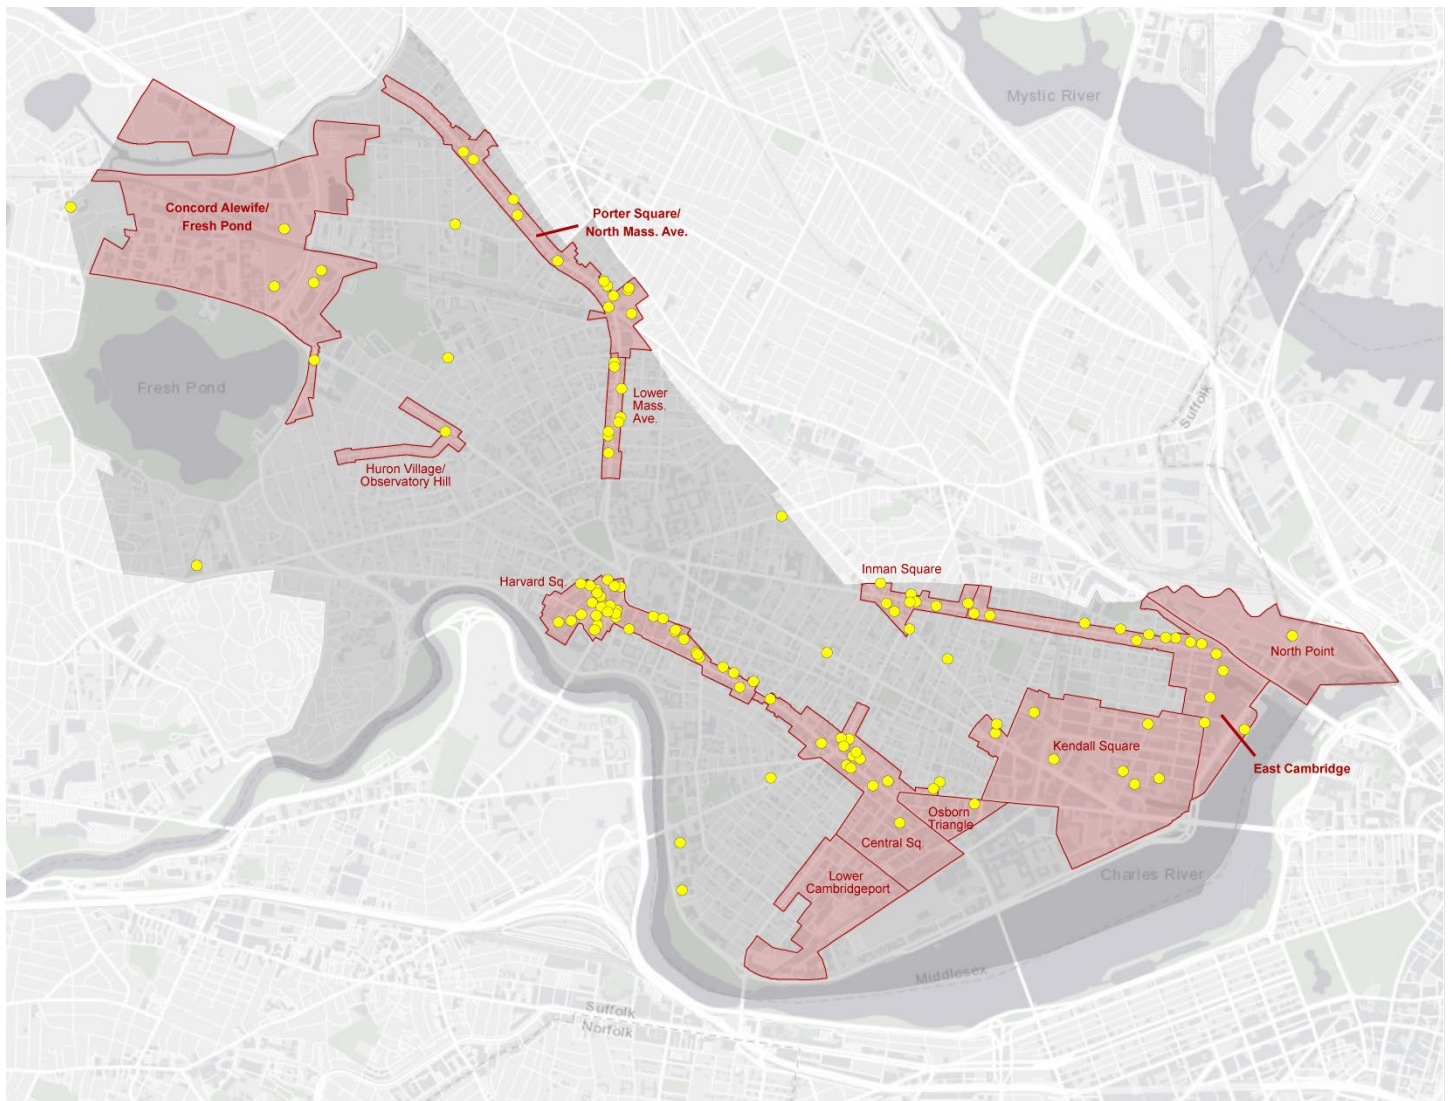 Mystic River
Concord Alewife/
Fresh Pond
Porter Square/
North Mass. Ave.
Suffolk
Fresh Pond
Lower
Mass.
Ave.
Huron Village/
Observatory Hill
Inman Square
Harvard Sq.
North Point
Kendall Square
East Cambridge
Osborn
Triangle
Central Sq.
Lower
Cambridgeport
Charles River
Middlesex
Suffolk
Norfolk